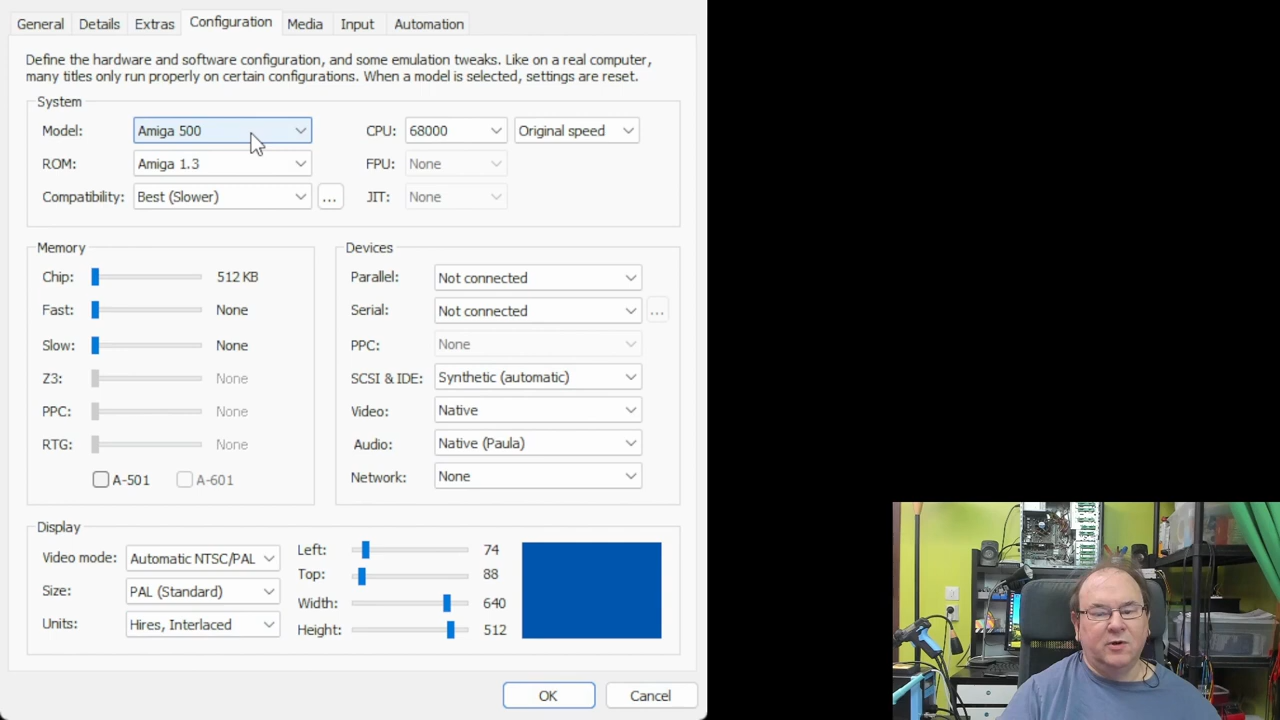 General Details Extras Configuration Media Input Automation
Define the hardware and software configuration, and some emulation tweaks. Like on a real computer,
many titles only run properly on certain configurations. When a model is selected, settings are reset.
System
Model: Amiga 500 CPU: 68000 Original speed
ROM: Amiga 1.3 FPU: None
Compatibility: Best (Slower) ... JIT: None
Memory
Chip: 512 KB
Fast: None
Slow: None
Z3: None
PPC: None
RTG: None
A-501 A-601
Devices
Parallel: Not connected
Serial: Not connected ...
PPC: None
SCSI & IDE: Synthetic (automatic)
Video: Native
Audio: Native (Paula)
Network: None
Display
Video mode: Automatic NTSC/PAL
Size: PAL (Standard)
Units: Hires, Interlaced
Left: 74
Top: 88
Width: 640
Height: 512
OK Cancel